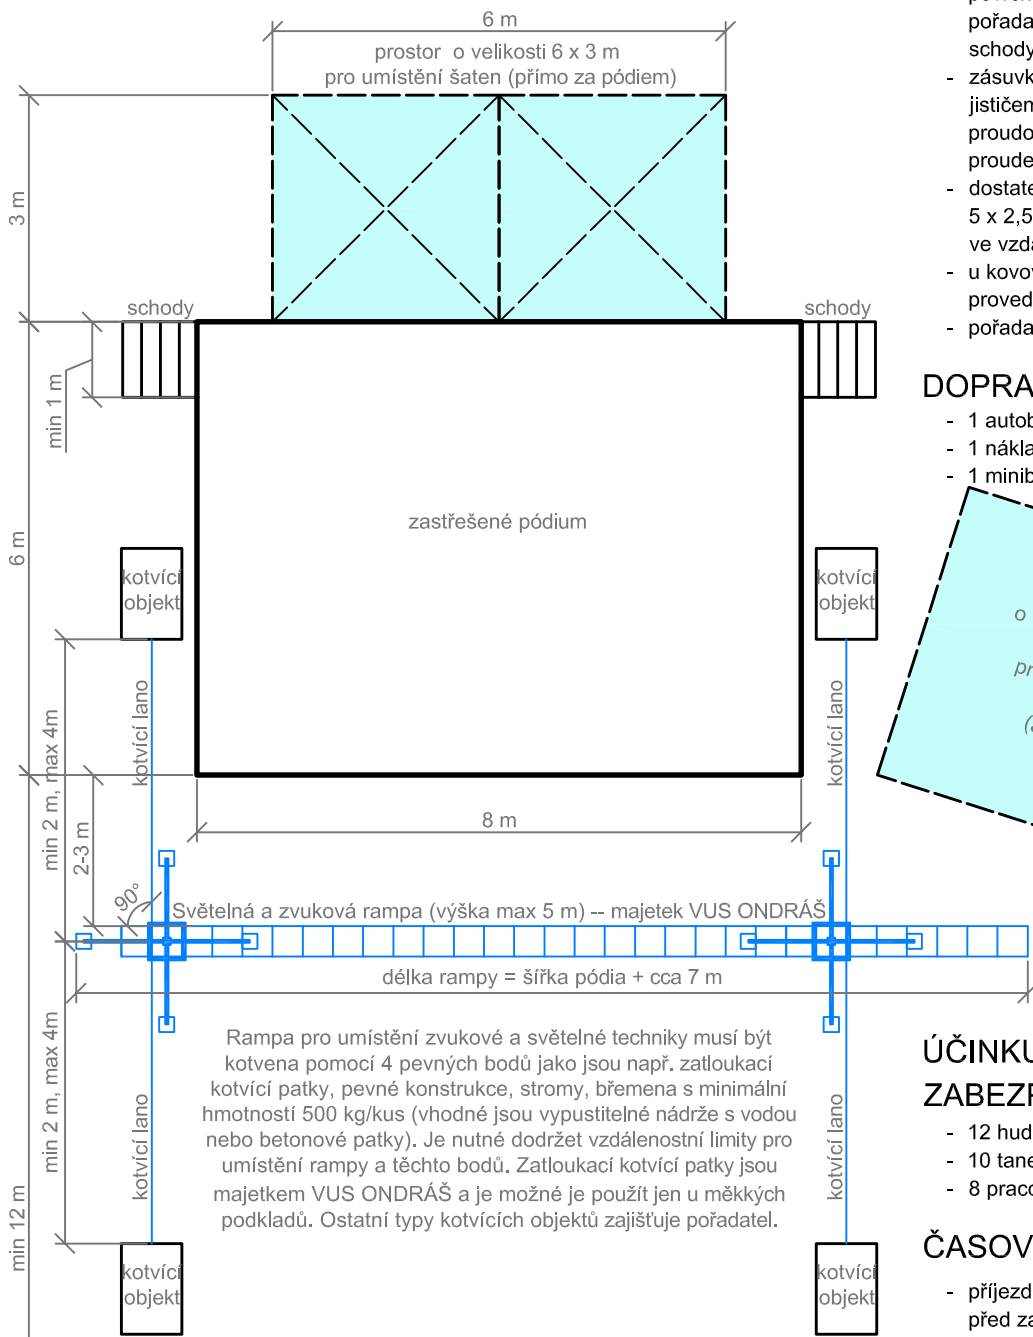 6 m
prostor o velikosti 6 x 3 m
pro umístění šaten (přímo za pódiem)
3 m
schody
schody
min 1 m
zastřešené pódium
6 m
kotvící
objekt
kotvící
objekt
kotvící lano
kotvící lano
min 2 m, max 4m
2-3 m
8 m
90°
Světelná a zvuková rampa (výška max 5 m) -- majetek VUS ONDRÁŠ
délka rampy = šířka pódia + cca 7 m
Rampa pro umístění zvukové a světelné techniky musí být
kotvena pomocí 4 pevných bodů jako jsou např. zatloukací
kotvící patky, pevné konstrukce, stromy, břemena s minimální
hmotností 500 kg/kus (vhodné jsou vypustitelné nádrže s vodou
nebo betonové patky). Je nutné dodržet vzdálenostní limity pro
umístění rampy a těchto bodů. Zatloukací kotvící patky jsou
majetkem VUS ONDRÁŠ a je možné je použít jen u měkkých
podkladů. Ostatní typy kotvících objektů zajišťuje pořadatel.
min 2 m, max 4m
kotvící lano
kotvící lano
min 12 m
kotvící
objekt
kotvící
objekt
pořada
schody
- zásuvk
jističem
proudo
proude
- dostate
5 x 2,5
ve vzda
- u kovov
proved
- pořada
DOPRA
- 1 autob
- 1 nákla
- 1 minib
o
pr
(
ÚČINKU
ZABEZP
- 12 hud
- 10 tane
- 8 praco
ČASOV
- příjezd
před za